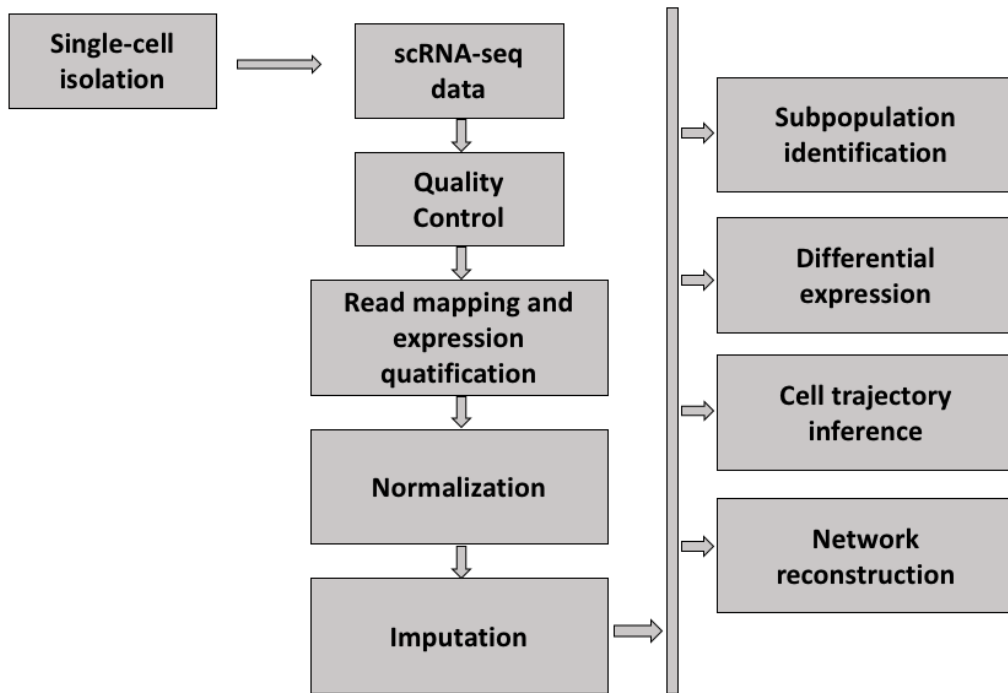 Single-cell
isolation
scRNA-seq
data
Quality
Control
Read mapping and
expression
quatification
Normalization
Imputation
Subpopulation
identification
Differential
expression
Cell trajectory
inference
Network
reconstruction